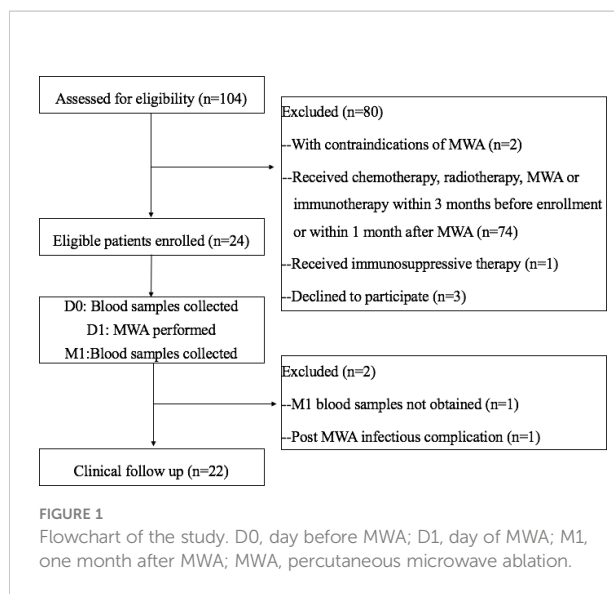 Assessed for eligibility (n=104)
Excluded (n=80)
--With contraindications of MWA (n=2)
--Received chemotherapy, radiotherapy, MWA or
immunotherapy within 3 months before enrollment
or within 1 month after MWA (n=74)
--Received immunosuppressive therapy (n=1)
--Declined to participate (n=3)
Eligible patients enrolled (n=24)
D0: Blood samples collected
D1: MWA performed
M1:Blood samples collected
Excluded (n=2)
--M1 blood samples not obtained (n=1)
--Post MWA infectious complication (n=1)
Clinical follow up (n=22)
FIGURE 1
Flowchart of the study. D0, day before MWA; D1, day of MWA; M1,
one month after MWA; MWA, percutaneous microwave ablation.